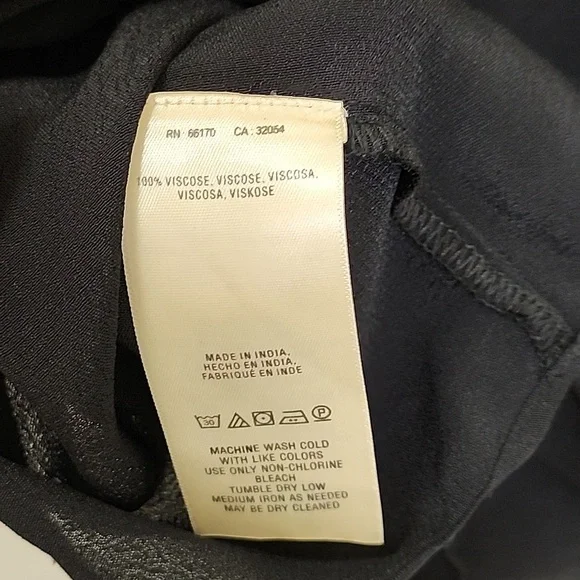 RN : 66170 CA : 32054
100% VISCOSE, VISCOSE, VISCOSA,
VISCOSA, VISKOSE
MADE IN INDIA,
HECHO EN INDIA,
FABRIQUÉ EN INDE
30 P
MACHINE WASH COLD
WITH LIKE COLORS
USE ONLY NON-CHLORINE
BLEACH
TUMBLE DRY LOW
MEDIUM IRON AS NEEDED
MAY BE DRY CLEANED